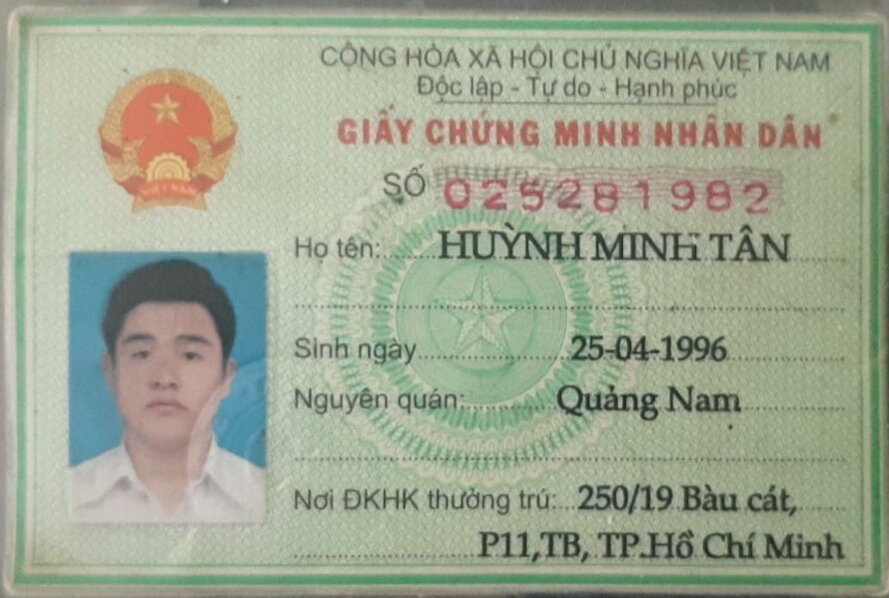 CỘNG HÒA XÃ HỘI CHỦ NGHĨA VIỆT NAM
Độc lập - Tự do - Hạnh phúc
GIẤY CHỨNG MINH NHÂN DÂN
SỐ 025281982
Họ tên: HUỲNH MINH TÂN
Sinh ngày 25-04-1996
Nguyên quán: Quảng Nam
Nơi ĐKHK thường trú: 250/19 Bàu cát,
P11,TB, TP.Hồ Chí Minh
VIỆT NAM